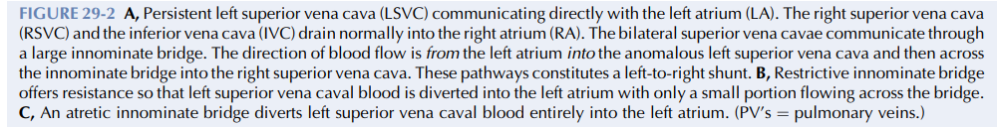 FIGURE 29-2 A, Persistent left superior vena cava (LSVC) communicating directly with the left atrium (LA). The right superior vena cava
(RSVC) and the inferior vena cava (IVC) drain normally into the right atrium (RA). The bilateral superior vena cavae communicate through
a large innominate bridge. The direction of blood flow is from the left atrium into the anomalous left superior vena cava and then across
the innominate bridge into the right superior vena cava. These pathways constitutes a left-to-right shunt. B, Restrictive innominate bridge
offers resistance so that left superior vena caval blood is diverted into the left atrium with only a small portion flowing across the bridge.
C, An atretic innominate bridge diverts left superior vena caval blood entirely into the left atrium. (PV's = pulmonary veins.)